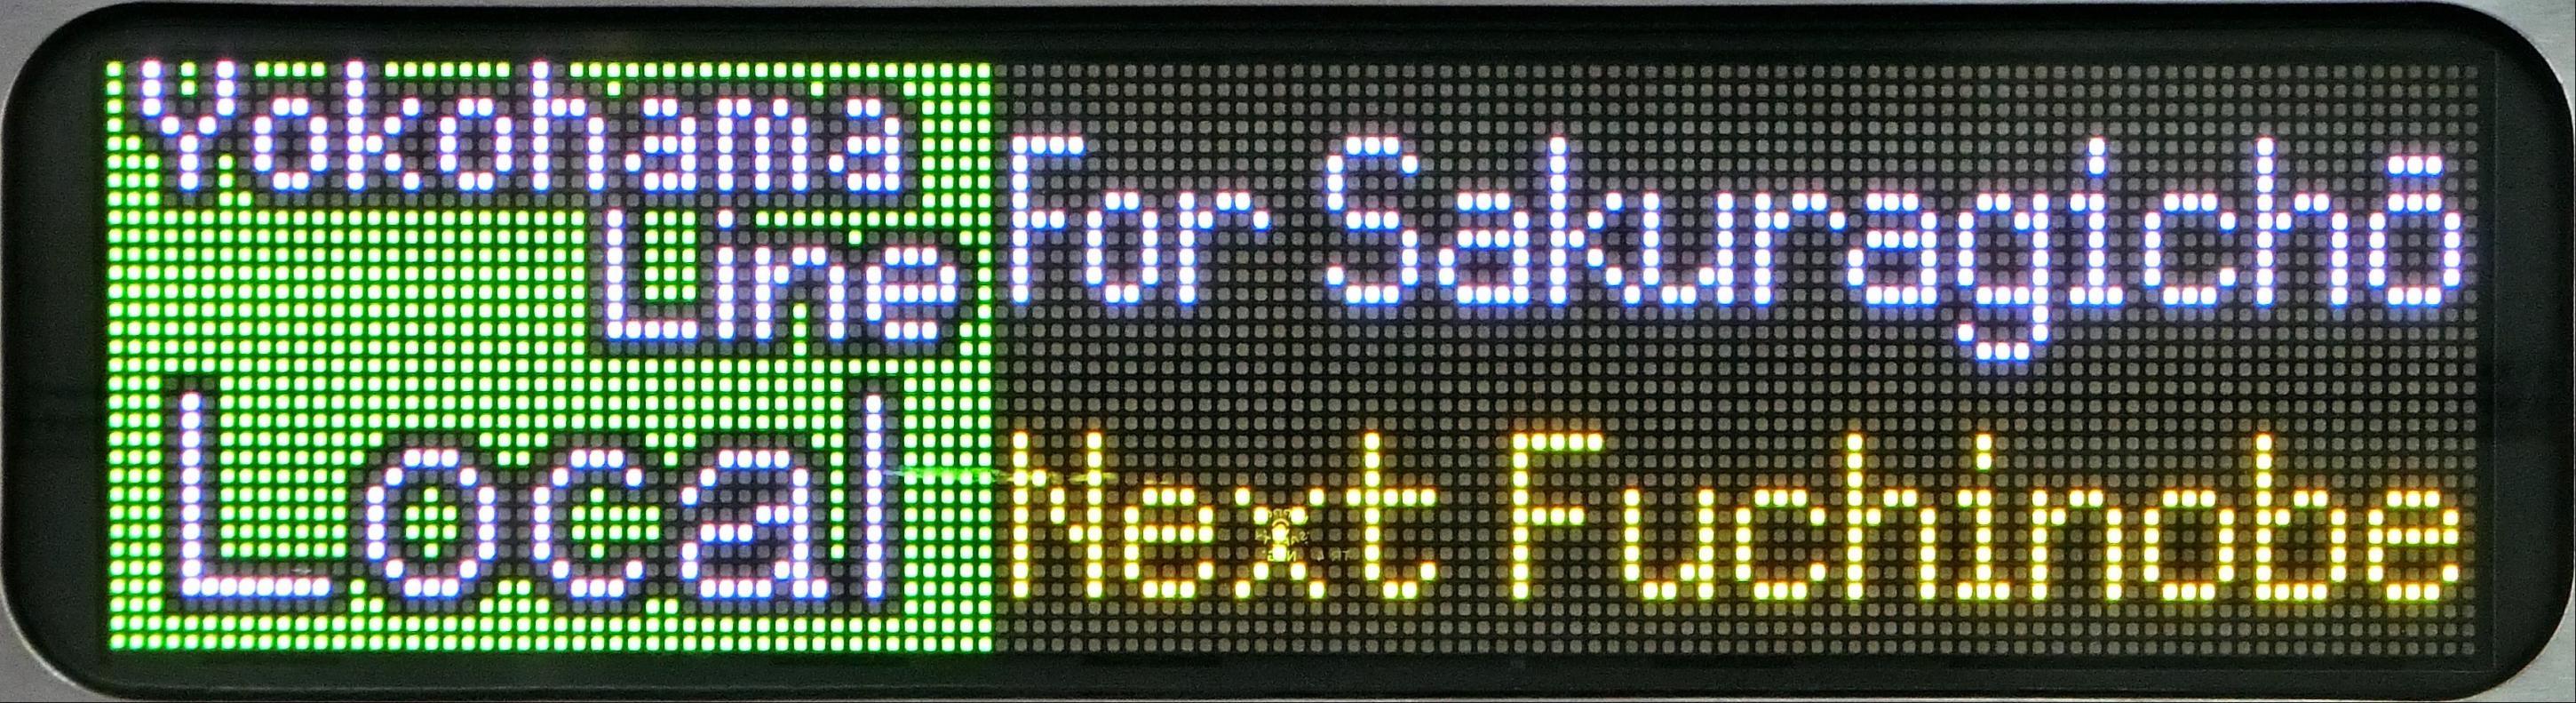 Yokohama
Line
Local
For Sakuragichō
Next Fuchinobe